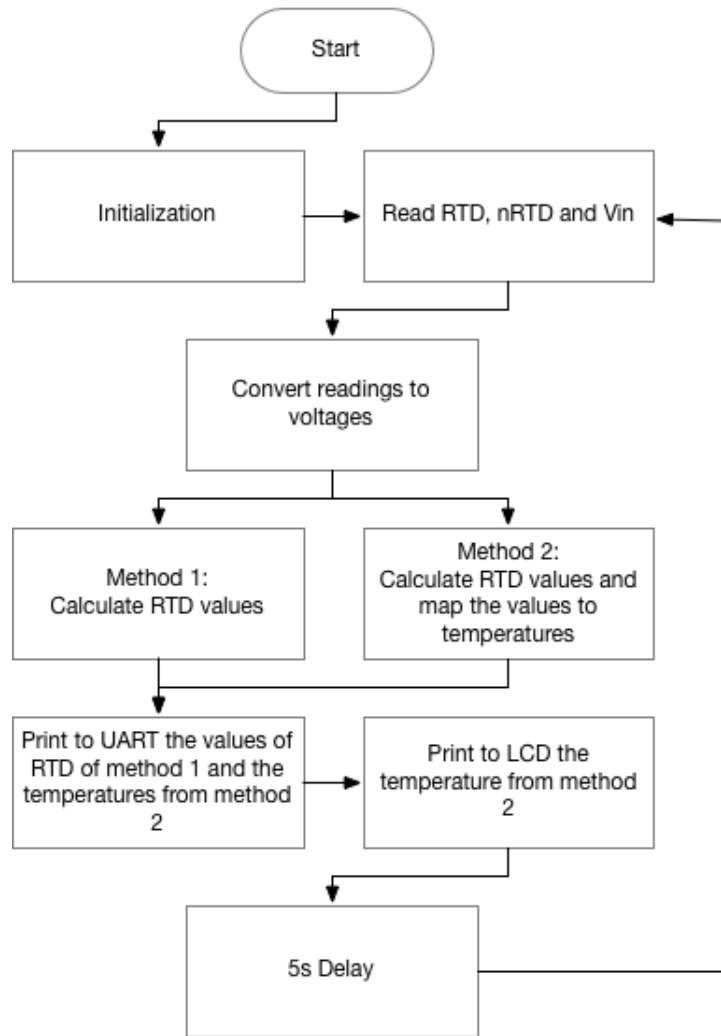 Start
Initialization
Read RTD, nRTD and Vin
Convert readings to
voltages
Method 1:
Calculate RTD values
Method 2:
Calculate RTD values and
map the values to
temperatures
Print to UART the values of
RTD of method 1 and the
temperatures from method
2
Print to LCD the
temperature from method
2
5s Delay